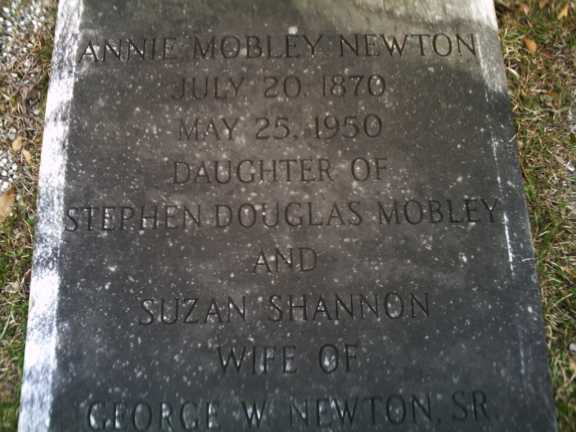 ANNIE MOBLEY NEWTON
JULY 20, 1870
MAY 25, 1950
DAUGHTER OF
STEPHEN DOUGLAS MOBLEY
AND
SUZAN SHANNON
WIFE OF
GEORGE W. NEWTON, SR.